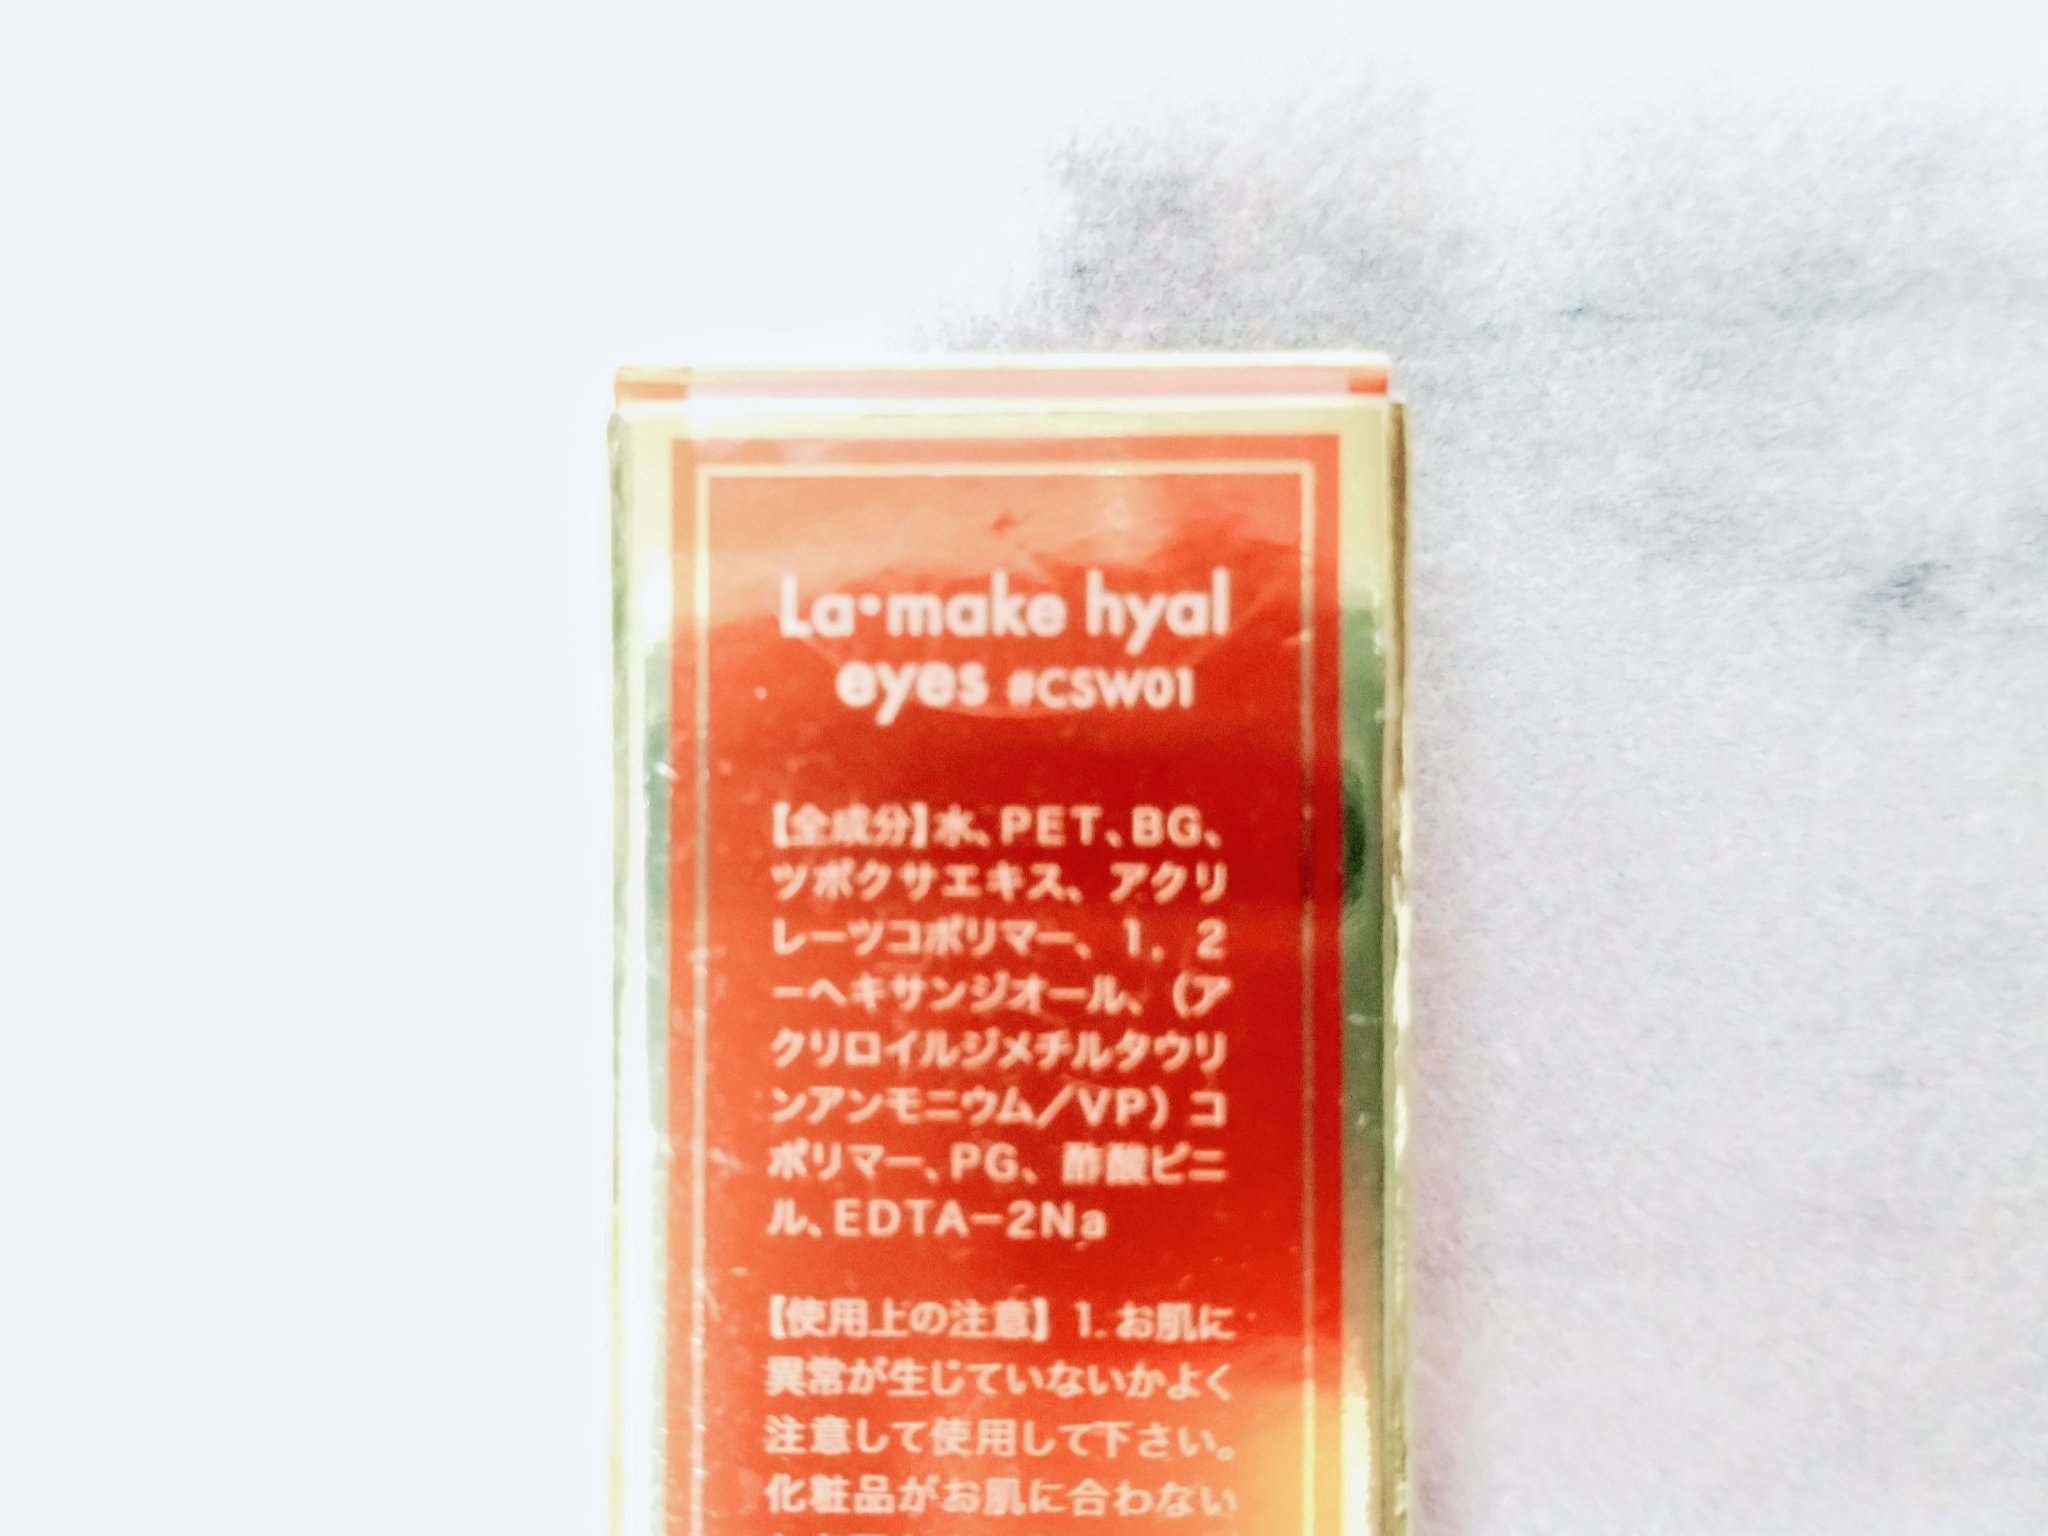 La・make hyal
eyes #CSW01
【全成分】水、PET、BG、
ツボクサエキス、アクリ
レーツコポリマー、1，2
－ヘキサンジオール、（ア
クリロイルジメチルタウリ
ンアンモニウム／VP）コ
ポリマー、PG、酢酸ビニ
ル、EDTA－2Na
【使用上の注意】1.お肌に
異常が生じていないかよく
注意して使用して下さい。
化粧品がお肌に合わない